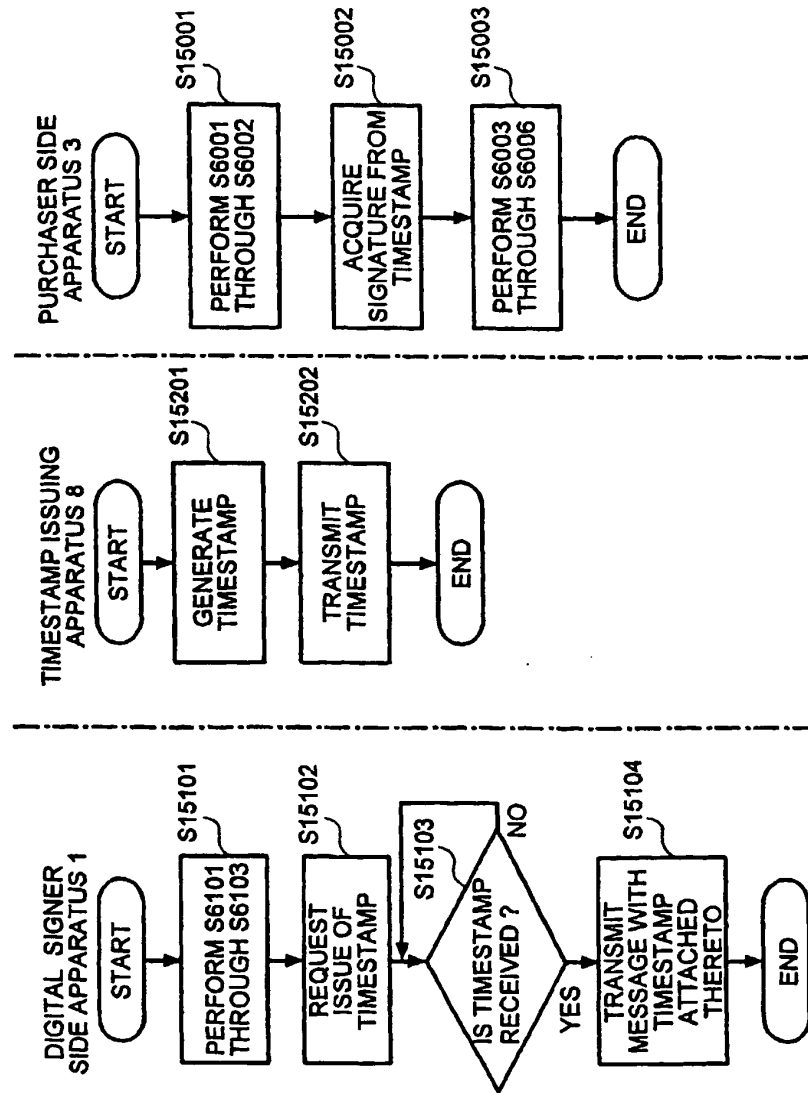 DIGITAL SIGNER
SIDE APPARATUS 1
START
S15101
PERFORM S6101
THROUGH S6103
S15102
REQUEST
ISSUE OF
TIMESTAMP
S15103
IS TIMESTAMP
RECEIVED ?
NO
YES
S15104
TRANSMIT
MESSAGE WITH
TIMESTAMP
ATTACHED
THERETO
END
TIMESTAMP ISSUING
APPARATUS 8
START
S15201
GENERATE
TIMESTAMP
S15202
TRANSMIT
TIMESTAMP
END
PURCHASER SIDE
APPARATUS 3
START
S15001
PERFORM S6001
THROUGH S6002
S15002
ACQUIRE
SIGNATURE FROM
TIMESTAMP
S15003
PERFORM S6003
THROUGH S6006
END